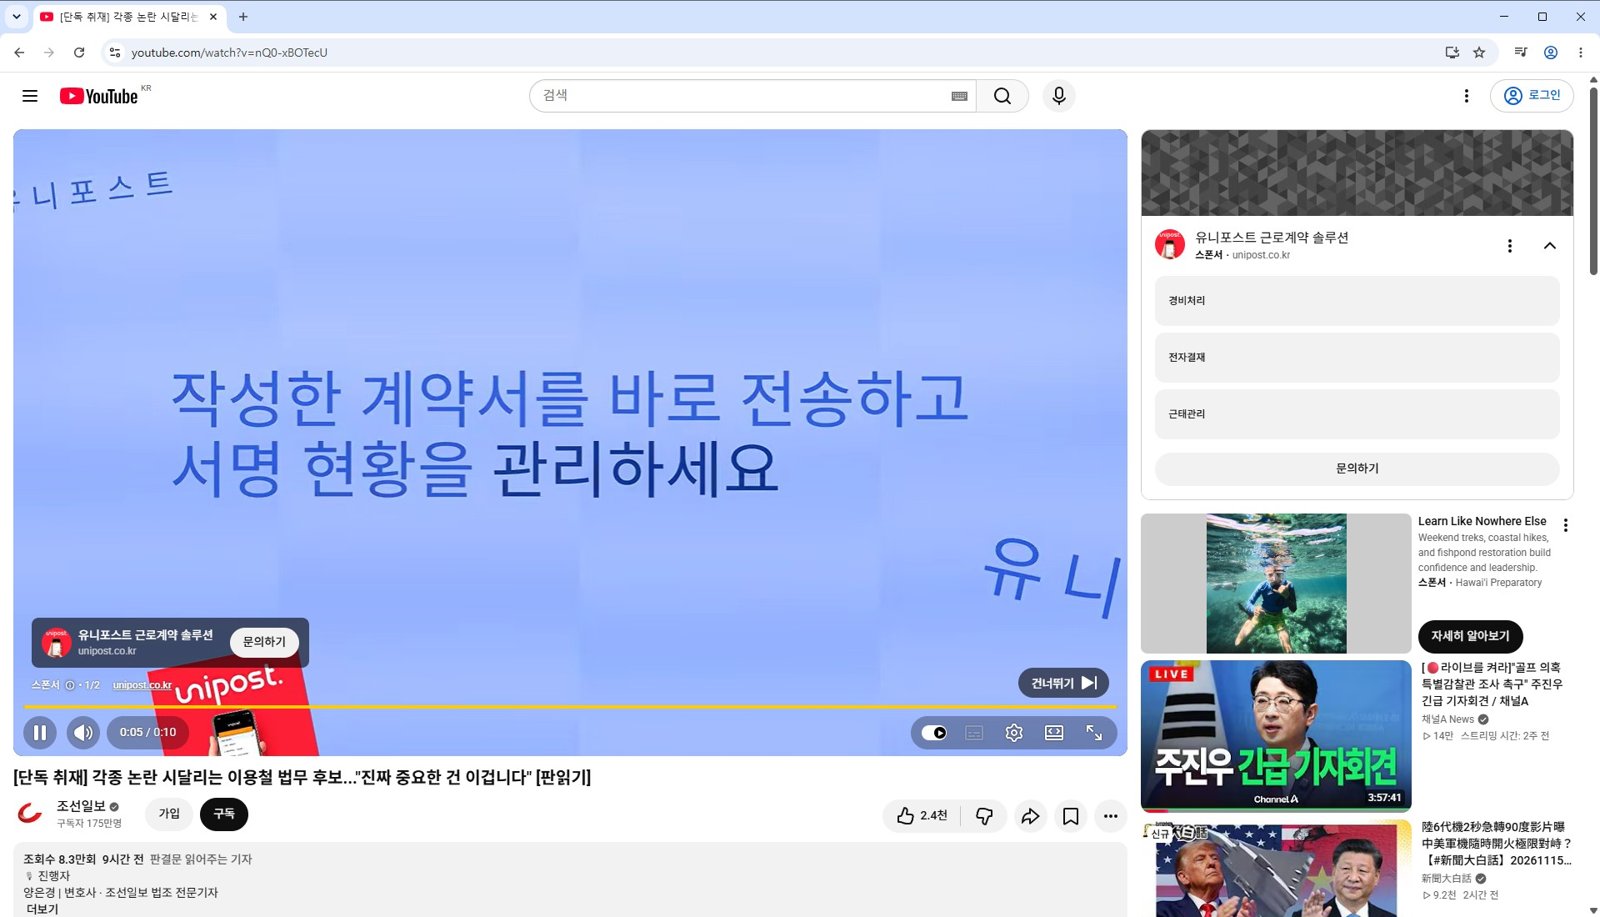 [단독 취재] 각종 논란 시달리는
youtube.com/watch?v=nQ0-xBOTecU
YouTube KR
검색
로그인
유니포스트
작성한 계약서를 바로 전송하고
서명 현황을 관리하세요
유니
유니포스트 근로계약 솔루션
unipost.co.kr
문의하기
스폰서 · 1/2 unipost.co.kr
unipost.
건너뛰기
0:05 / 0:10
[단독 취재] 각종 논란 시달리는 이용철 법무 후보..."진짜 중요한 건 이겁니다" [판읽기]
조선일보
구독자 175만명
가입
구독
2.4천
조회수 8.3만회 9시간 전 판결문 읽어주는 기자
🎙 진행자
양은경 | 변호사 · 조선일보 법조 전문기자
더보기
유니포스트 근로계약 솔루션
스폰서 · unipost.co.kr
경비처리
전자결재
근태관리
문의하기
Learn Like Nowhere Else
Weekend treks, coastal hikes,
and fishpond restoration build
confidence and leadership.
스폰서 · Hawai'i Preparatory
자세히 알아보기
LIVE
주진우 긴급 기자회견
Channel A
3:57:41
[🔴라이브를 켜라]"골프 의혹
특별감찰관 조사 촉구" 주진우
긴급 기자회견 / 채널A
채널A News
14만 스트리밍 시간: 2주 전
신규
大白話
陸6代機2秒急轉90度影片曝
中美軍機隨時開火極限對峙？
【#新聞大白話】20261115...
新聞大白話
9.2천 2시간 전